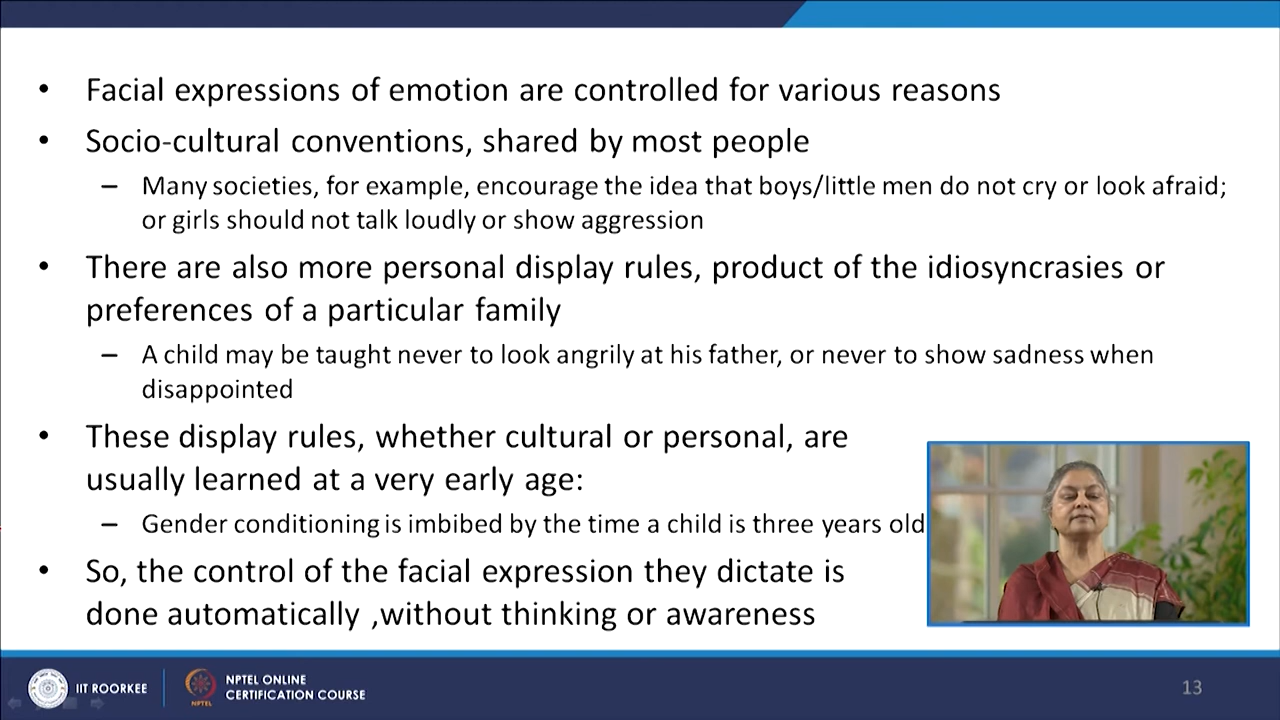 • Facial expressions of emotion are controlled for various reasons
• Socio-cultural conventions, shared by most people
– Many societies, for example, encourage the idea that boys/little men do not cry or look afraid;
or girls should not talk loudly or show aggression
• There are also more personal display rules, product of the idiosyncrasies or
preferences of a particular family
– A child may be taught never to look angrily at his father, or never to show sadness when
disappointed
• These display rules, whether cultural or personal, are
usually learned at a very early age:
– Gender conditioning is imbibed by the time a child is three years old
• So, the control of the facial expression they dictate is
done automatically ,without thinking or awareness
IIT ROORKEE
NPTEL
NPTEL ONLINE
CERTIFICATION COURSE
13